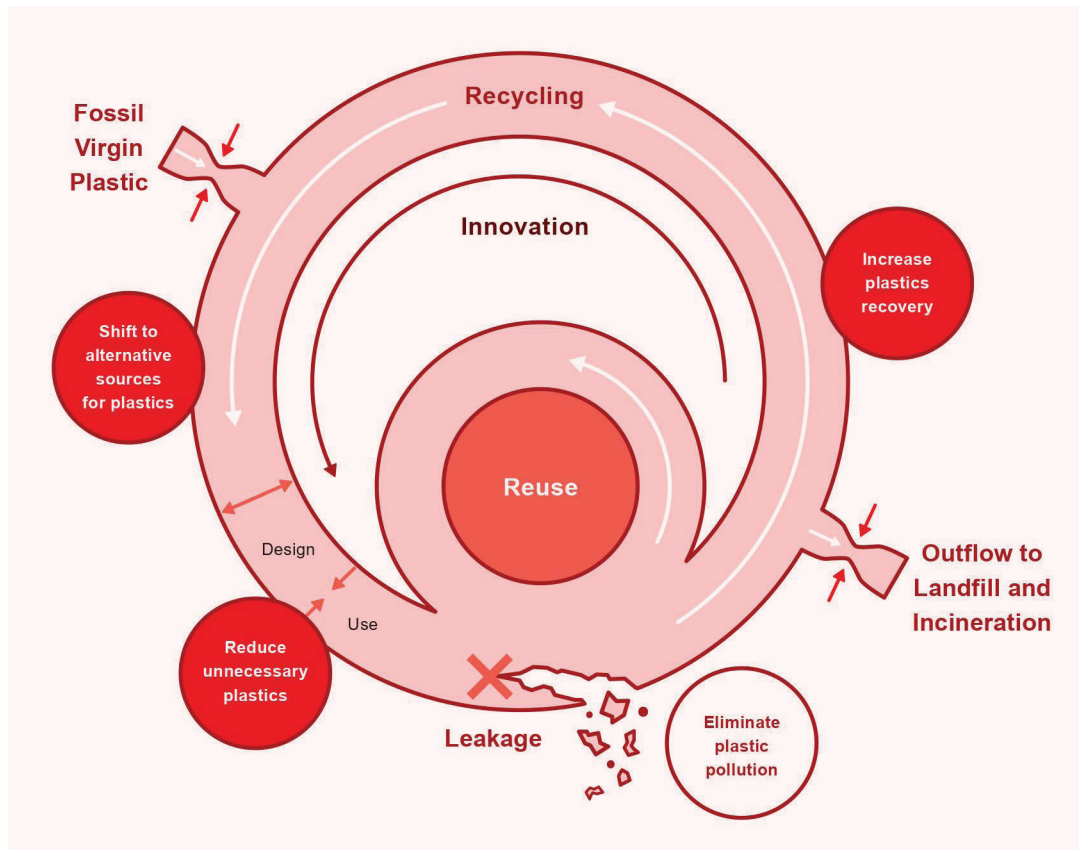 Recycling
Fossil
Virgin
Plastic
Innovation
Increase
plastics
recovery
Shift to
alternative
sources
for plastics
Reuse
Design
Use
Outflow to
Landfill and
Incineration
Reduce
unnecessary
plastics
Leakage
Eliminate
plastic
pollution